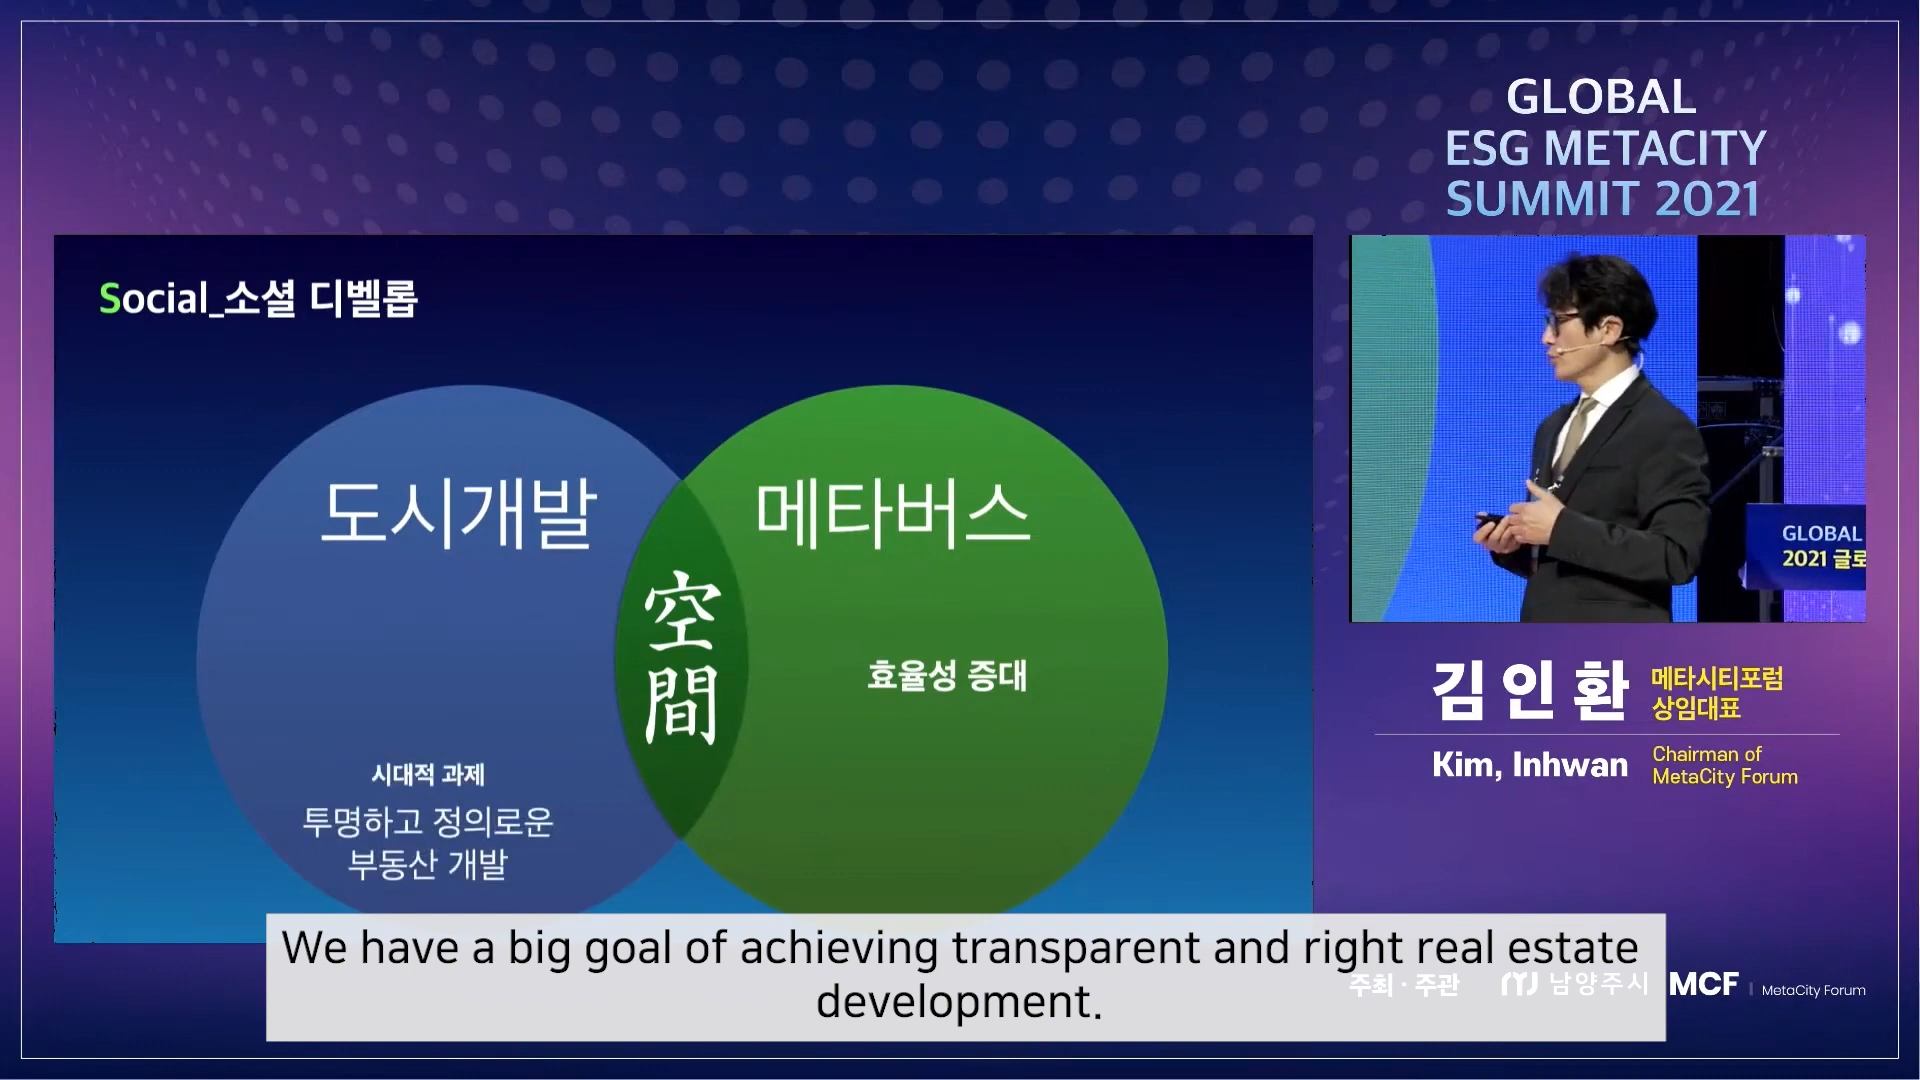 GLOBAL
ESG METACITY
SUMMIT 2021
Social_소셜 디벨롭
도시개발
메타버스
空
間
효율성 증대
시대적 과제
투명하고 정의로운
부동산 개발
GLOBAL
2021 글로
김인환
메타시티포럼
상임대표
Kim, Inhwan
Chairman of
MetaCity Forum
We have a big goal of achieving transparent and right real estate
development.
주최·주관 남양주시 MCF | MetaCity Forum